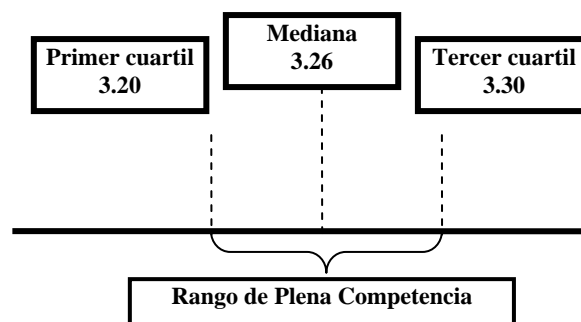 Mediana
3.26
Primer cuartil
3.20
Tercer cuartil
3.30
Rango de Plena Competencia